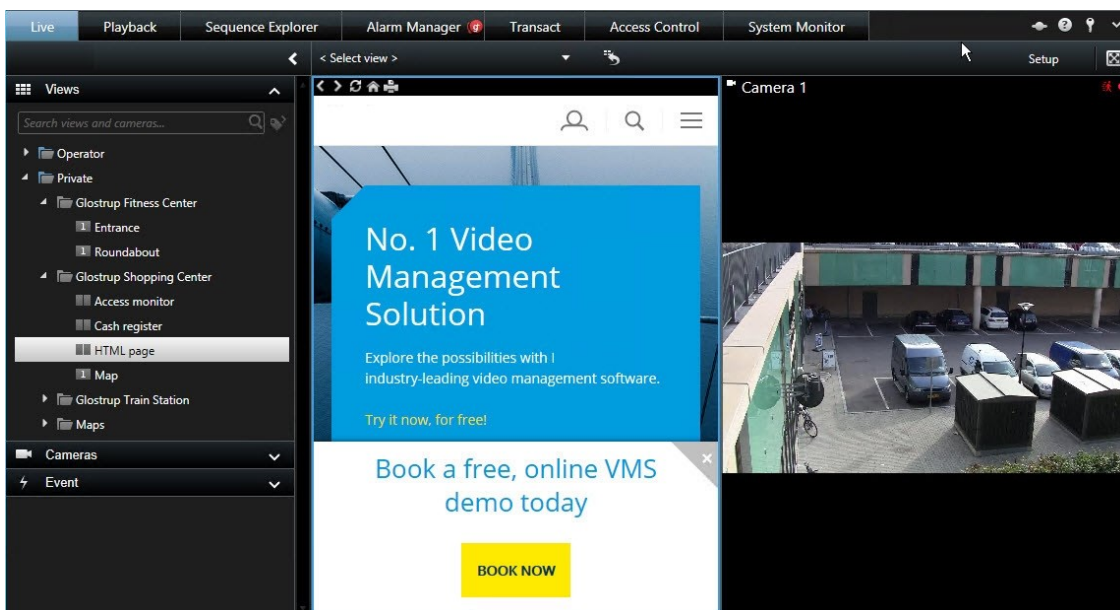 Live Playback Sequence Explorer Alarm Manager Transact Access Control System Monitor
< Select view > Setup
Views
Search views and cameras...
Operator
Private
Glostrup Fitness Center
1 Entrance
1 Roundabout
Glostrup Shopping Center
Access monitor
Cash register
HTML page
1 Map
Glostrup Train Station
Maps
Cameras
Event
No. 1 Video
Management
Solution
Explore the possibilities with
industry-leading video management software.
Try it now, for free!
Book a free, online VMS
demo today
BOOK NOW
Camera 1